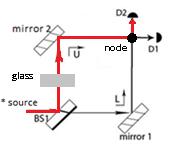 D2
mirror 2
node
D1
U
glass
L
* source
BS1
mirror 1